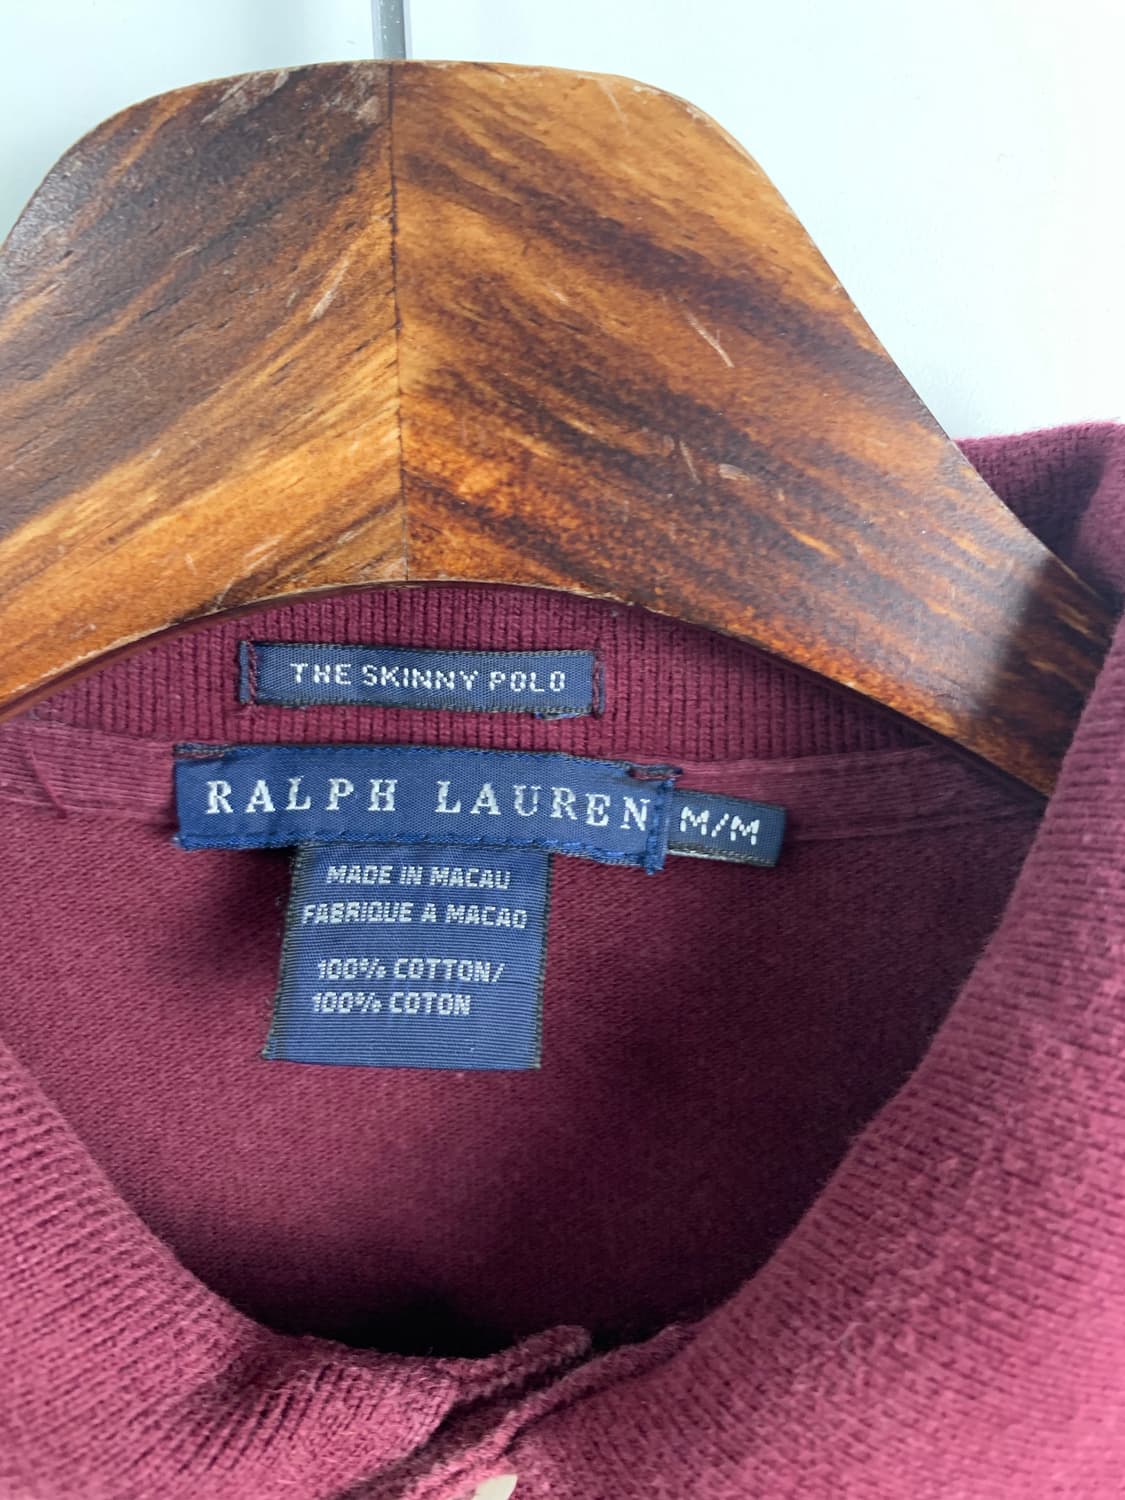 THE SKINNY POLO
RALPH LAUREN
M/M
MADE IN MACAU
FABRIQUE A MACAO
100% COTTON/
100% COTON